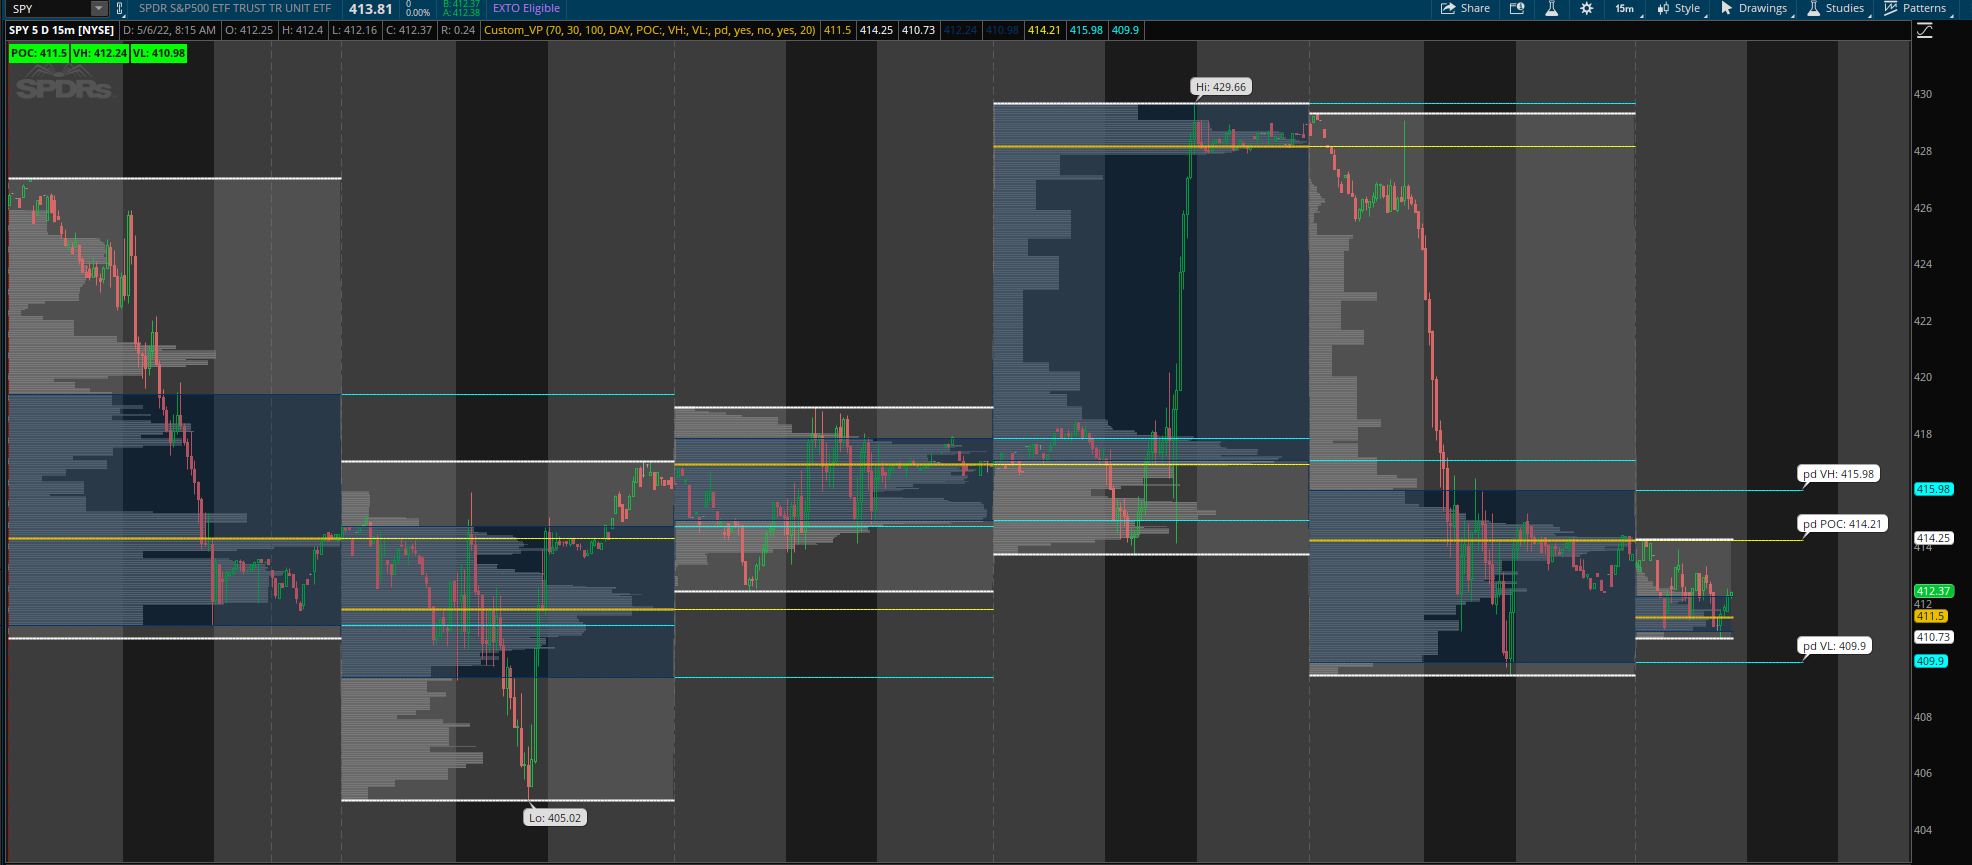 SPY SPDR S&P500 ETF TRUST TR UNIT ETF 413.81 0 0.00% B: 412.37 A: 412.38 EXTO Eligible Share 15m Style Drawings Studies Patterns
SPY 5 D 15m [NYSE] D: 5/6/22, 8:15 AM O: 412.25 H: 412.4 L: 412.16 C: 412.37 R: 0.24 Custom_VP (70, 30, 100, DAY, POC:, VH:, VL:, pd, yes, no, yes, 20) 411.5 414.25 410.73 412.24 410.98 414.21 415.98 409.9
POC: 411.5 VH: 412.24 VL: 410.98
SPDRs
Hi: 429.66
430
428
426
424
422
420
418
pd VH: 415.98
415.98
pd POC: 414.21
414.25
414
412.37
412
411.5
410.73
pd VL: 409.9
409.9
408
406
Lo: 405.02
404